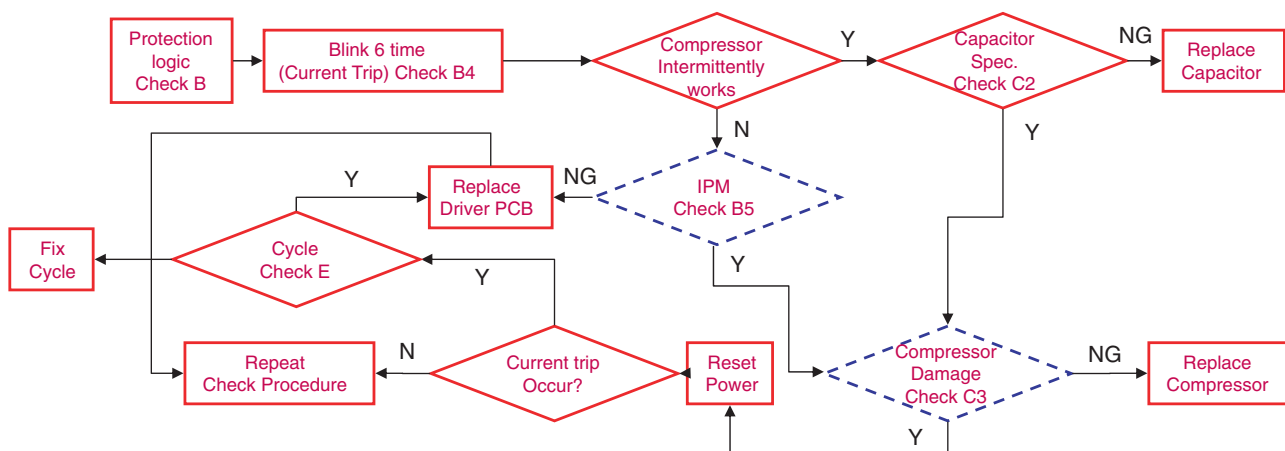 Protection
logic
Check B
Blink 6 time
(Current Trip) Check B4
Compressor
Intermittently
works
Y
Capacitor
Spec.
Check C2
NG
Replace
Capacitor
N
Y
Y
Replace
Driver PCB
NG
IPM
Check B5
Fix
Cycle
Cycle
Check E
Y
Y
Repeat
Check Procedure
N
Current trip
Occur?
Reset
Power
Compressor
Damage
Check C3
NG
Replace
Compressor
Y